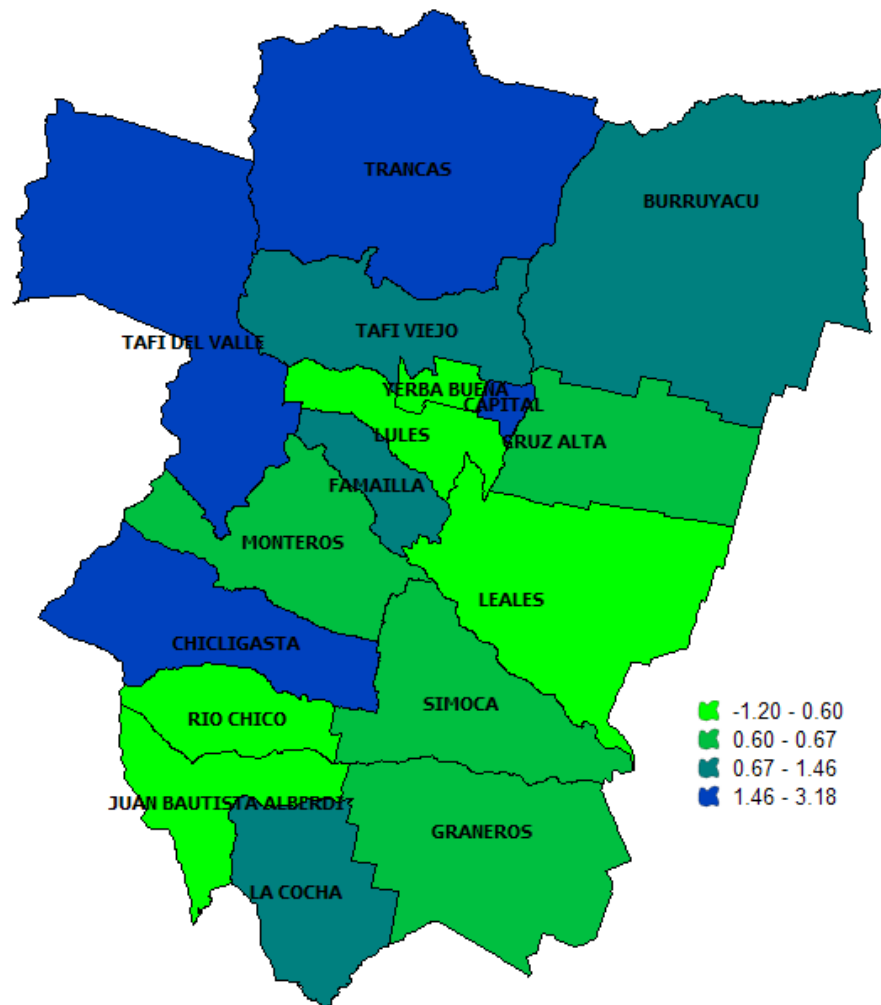 TRANCAS
BURRUYACU
TAFI VIEJO
TAFI DEL VALLE
YERBA BUENA
CAPITAL
LULES
CRUZ ALTA
FAMAILLA
MONTEROS
LEALES
CHICLIGASTA
SIMOCA
RIO CHICO
JUAN BAUTISTA ALBERDI
GRANEROS
LA COCHA
-1.20 - 0.60
0.60 - 0.67
0.67 - 1.46
1.46 - 3.18